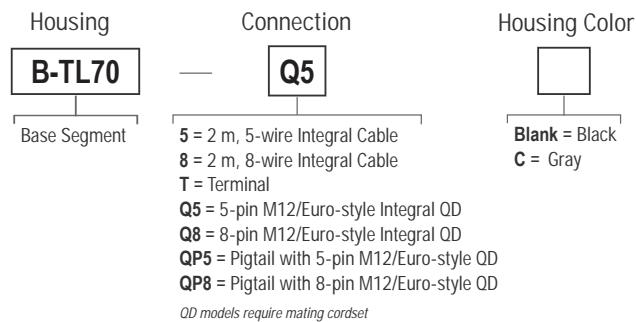 Housing Connection Housing Color
B-TL70 — Q5
Base Segment
5 = 2 m, 5-wire Integral Cable
8 = 2 m, 8-wire Integral Cable
T = Terminal
Q5 = 5-pin M12/Euro-style Integral QD
Q8 = 8-pin M12/Euro-style Integral QD
QP5 = Pigtail with 5-pin M12/Euro-style QD
QP8 = Pigtail with 8-pin M12/Euro-style QD
QD models require mating cordset
Blank = Black
C = Gray